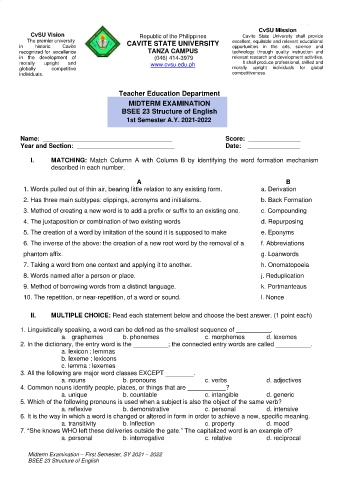 CvSU Vision
The premier university
in historic Cavite
recognized for excellence
in the development of
morally upright and
globally competitive
individuals.
Republic of the Philippines
CAVITE STATE UNIVERSITY
TANZA CAMPUS
(046) 414-3979
www.cvsu.edu.ph
CvSU Mission
Cavite State University shall provide
excellent, equitable and relevant educational
opportunities in the arts, science and
technology through quality instruction and
relevant research and development activities.
It shall produce professional, skilled and
morally upright individuals for global
competitiveness
Teacher Education Department
MIDTERM EXAMINATION
BSEE 23 Structure of English
1st Semester A.Y. 2021-2022
Name: ____________ Score: ____________
Year and Section: ____________ Date: ____________
I. MATCHING: Match Column A with Column B by identifying the word formation mechanism
described in each number.
A B
1. Words pulled out of thin air, bearing little relation to any existing form. a. Derivation
2. Has three main subtypes: clippings, acronyms and initialisms. b. Back Formation
3. Method of creating a new word is to add a prefix or suffix to an existing one. c. Compounding
4. The juxtaposition or combination of two existing words d. Repurposing
5. The creation of a word by imitation of the sound it is supposed to make e. Eponyms
6. The inverse of the above: the creation of a new root word by the removal of a f. Abbreviations
phantom affix. g. Loanwords
7. Taking a word from one context and applying it to another. h. Onomatopoeia
8. Words named after a person or place. j. Reduplication
9. Method of borrowing words from a distinct language. k. Portmanteaus
10. The repetition, or near-repetition, of a word or sound. l. Nonce
II. MULTIPLE CHOICE: Read each statement below and choose the best answer. (1 point each)
1. Linguistically speaking, a word can be defined as the smallest sequence of __________.
a. graphemes b. phonemes c. morphemes d. lexemes
2. In the dictionary, the entry word is the __________; the connected entry words are called __________.
a. lexicon : lemmas
b. lexeme : lexicons
c. lemma : lexemes
3. All the following are major word classes EXCEPT ________.
a. nouns b. pronouns c. verbs d. adjectives
4. Common nouns identify people, places, or things that are ___________?
a. unique b. countable c. intangible d. generic
5. Which of the following pronouns is used when a subject is also the object of the same verb?
a. reflexive b. demonstrative c. personal d. intensive
6. It is the way in which a word is changed or altered in form in order to achieve a new, specific meaning.
a. transitivity b. Inflection c. property d. mood
7. "She knows WHO left these deliveries outside the gate." The capitalized word is an example of?
a. personal b. interrogative c. relative d. reciprocal
Midterm Examination – First Semester, SY 2021 – 2022
BSEE 23 Structure of English